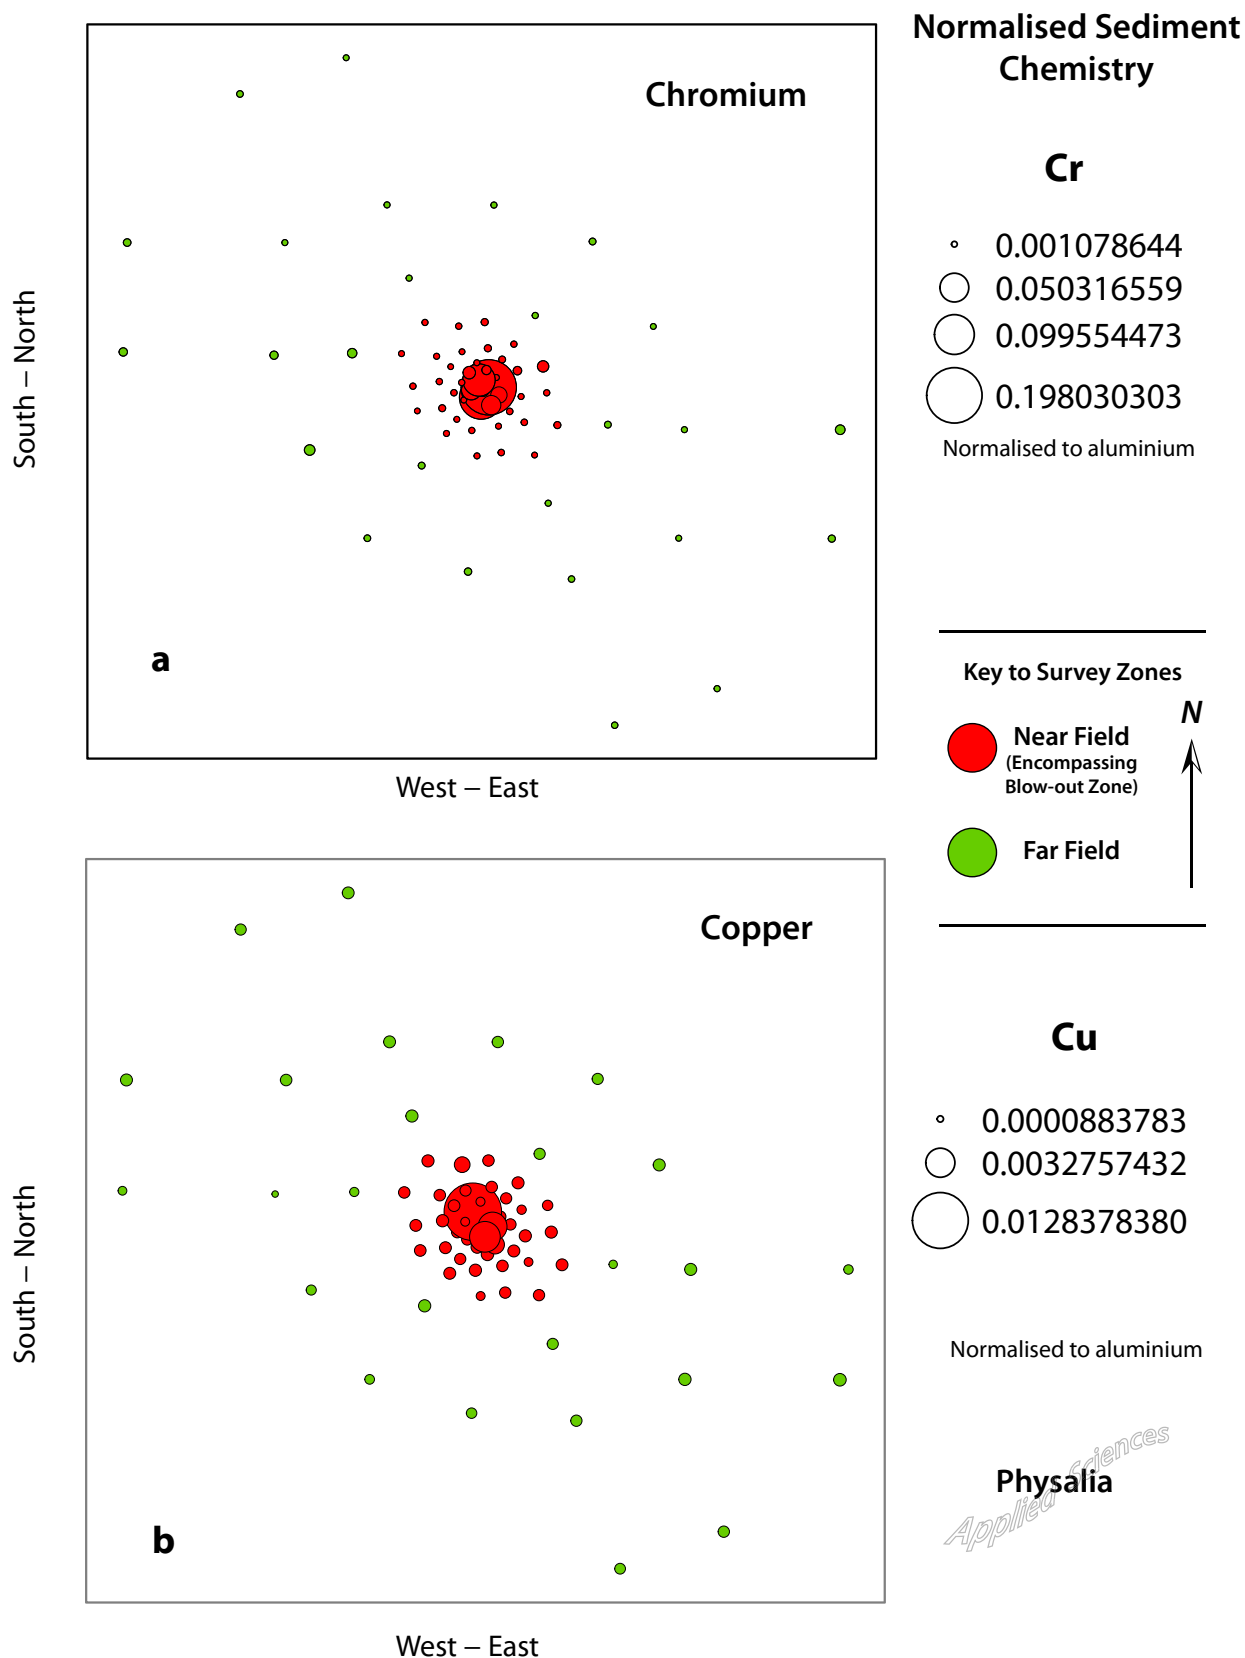 Normalised Sediment
Chemistry
Chromium
Cr
0.001078644
0.050316559
0.099554473
0.198030303
Normalised to aluminium
South – North
a
West – East
Key to Survey Zones
N
Near Field
(Encompassing
Blow-out Zone)
Far Field
Copper
Cu
0.0000883783
0.0032757432
0.0128378380
Normalised to aluminium
South – North
b
West – East
Physalia
Applied Sciences